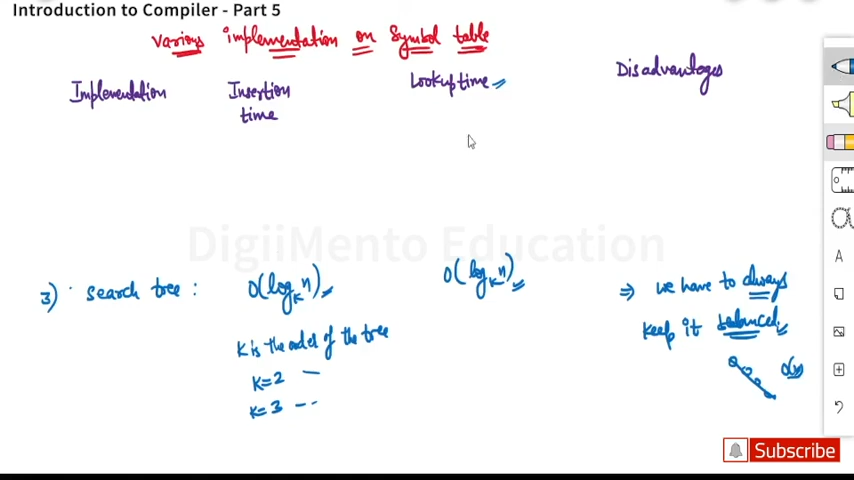 Introduction to Compiler - Part 5
various implementation on symbol table
Implementation Insertion time Lookup time Disadvantages
DigiiMento Education
3) search tree : O(logₖ n) O(logₖ n) ⇒ we have to always
keep it balanced
K is the order of the tree
K=2 —
K=3 --
O(n)
A
Subscribe